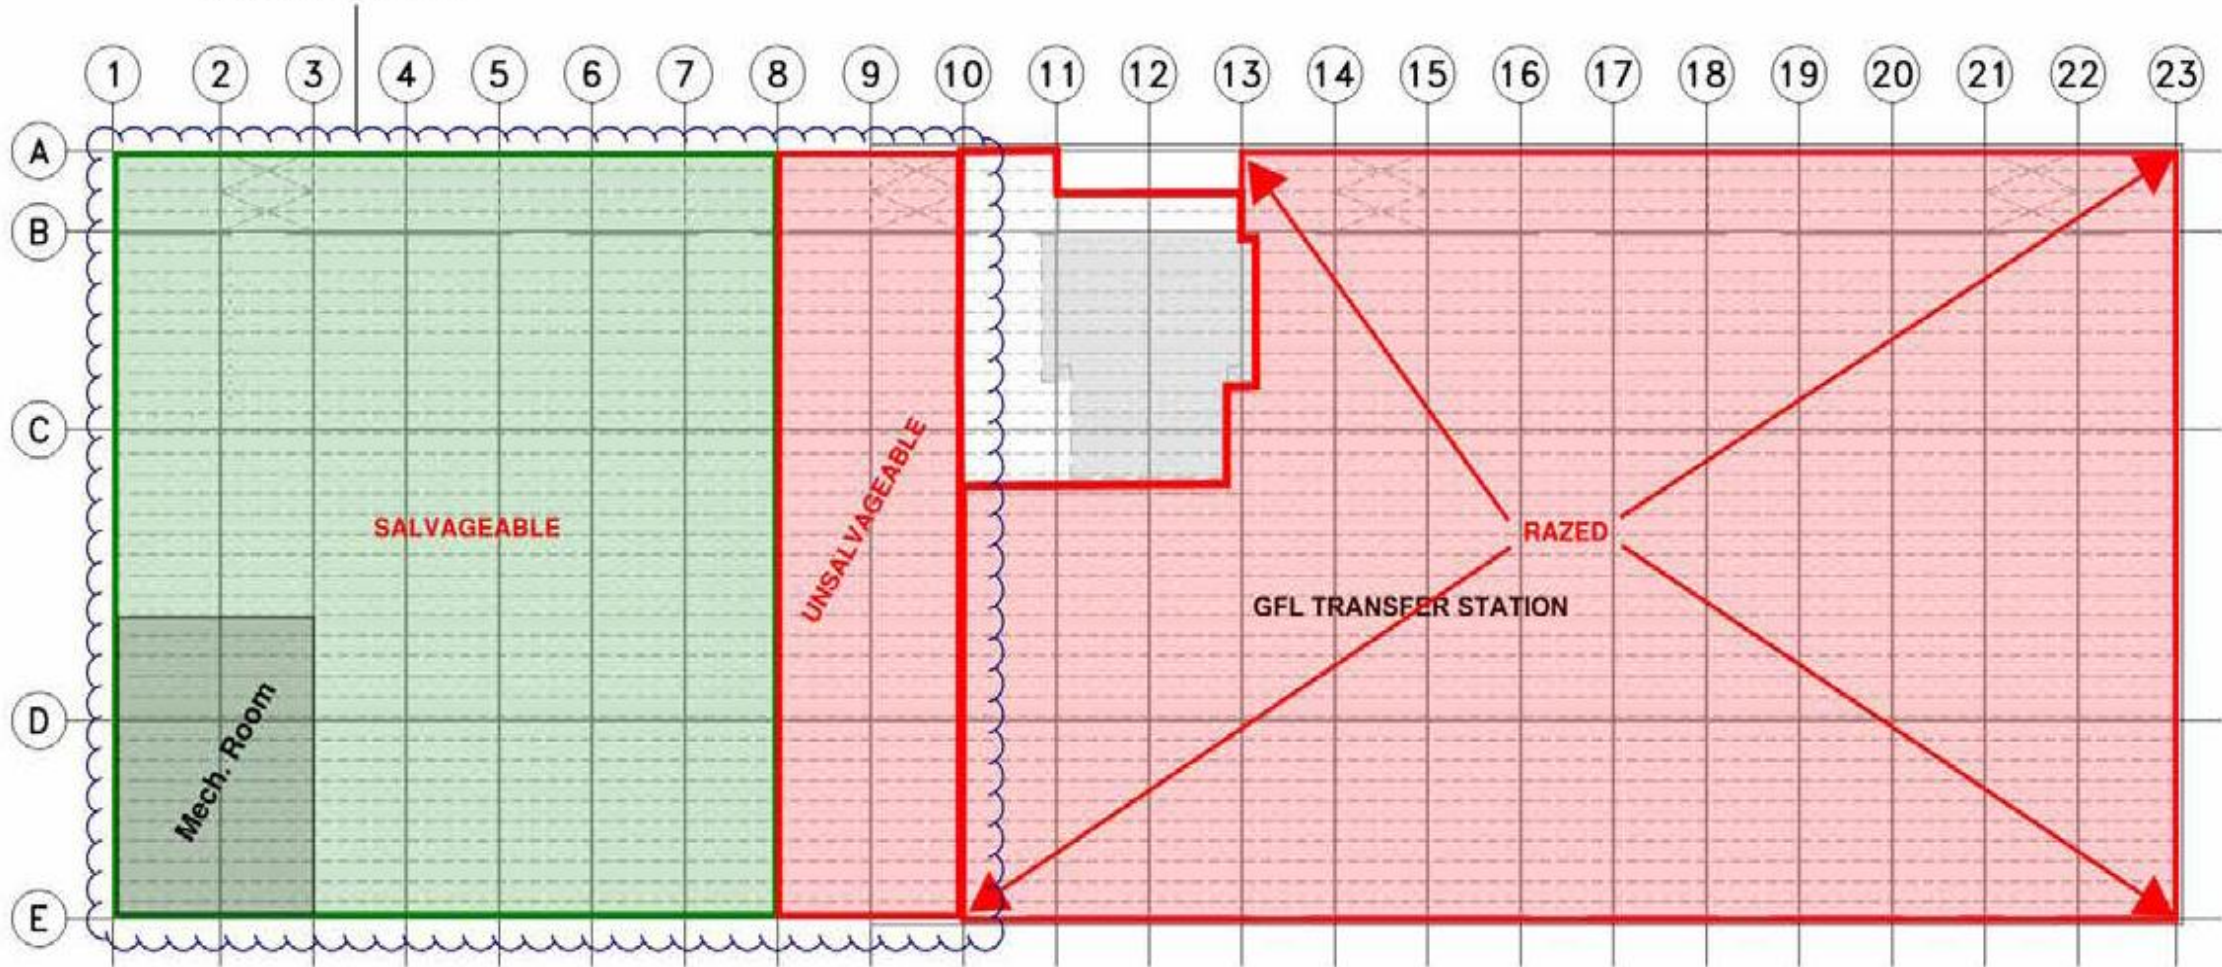 1 2 3 4 5 6 7 8 9 10 11 12 13 14 15 16 17 18 19 20 21 22 23
A
B
C
D
E
SALVAGEABLE
UNSALVAGEABLE
RAZED
GFL TRANSFER STATION
Mech. Room